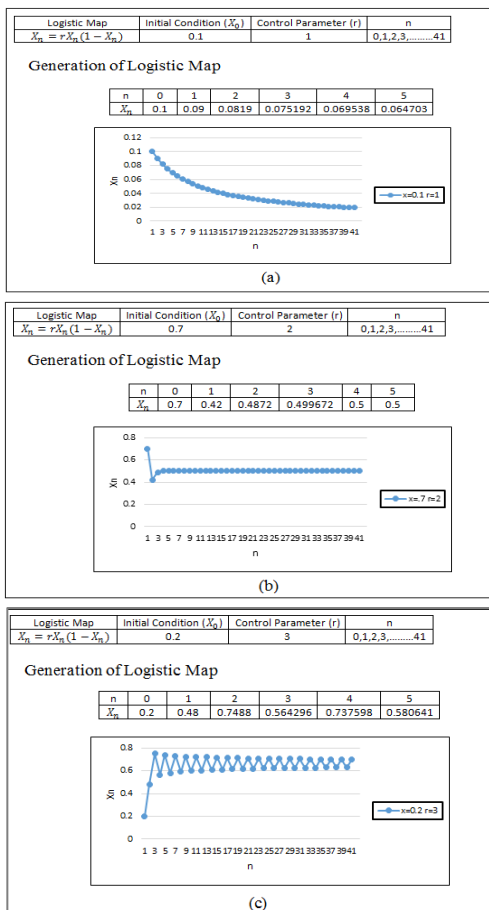 Logistic Map Initial Condition (X₀) Control Parameter (r) n
Xₙ = rXₙ(1 − Xₙ) 0.1 1 0,1,2,3,.........41
Generation of Logistic Map
n 0 1 2 3 4 5
Xₙ 0.1 0.09 0.0819 0.075192 0.069538 0.064703
0.12
0.1
0.08
0.06
0.04
0.02
0
Xn
1 3 5 7 9 11 13 15 17 19 21 23 25 27 29 31 33 35 37 39 41
n
x=0.1 r=1
(a)
Logistic Map Initial Condition (X₀) Control Parameter (r) n
Xₙ = rXₙ(1 − Xₙ) 0.7 2 0,1,2,3,.........41
Generation of Logistic Map
n 0 1 2 3 4 5
Xₙ 0.7 0.42 0.4872 0.499672 0.5 0.5
0.8
0.6
0.4
0.2
0
Xn
1 3 5 7 9 11 13 15 17 19 21 23 25 27 29 31 33 35 37 39 41
n
x=.7 r=2
(b)
Logistic Map Initial Condition (X₀) Control Parameter (r) n
Xₙ = rXₙ(1 − Xₙ) 0.2 3 0,1,2,3,.........41
Generation of Logistic Map
n 0 1 2 3 4 5
Xₙ 0.2 0.48 0.7488 0.564296 0.737598 0.580641
0.8
0.6
0.4
0.2
0
Xn
1 3 5 7 9 11 13 15 17 19 21 23 25 27 29 31 33 35 37 39 41
n
x=0.2 r=3
(c)